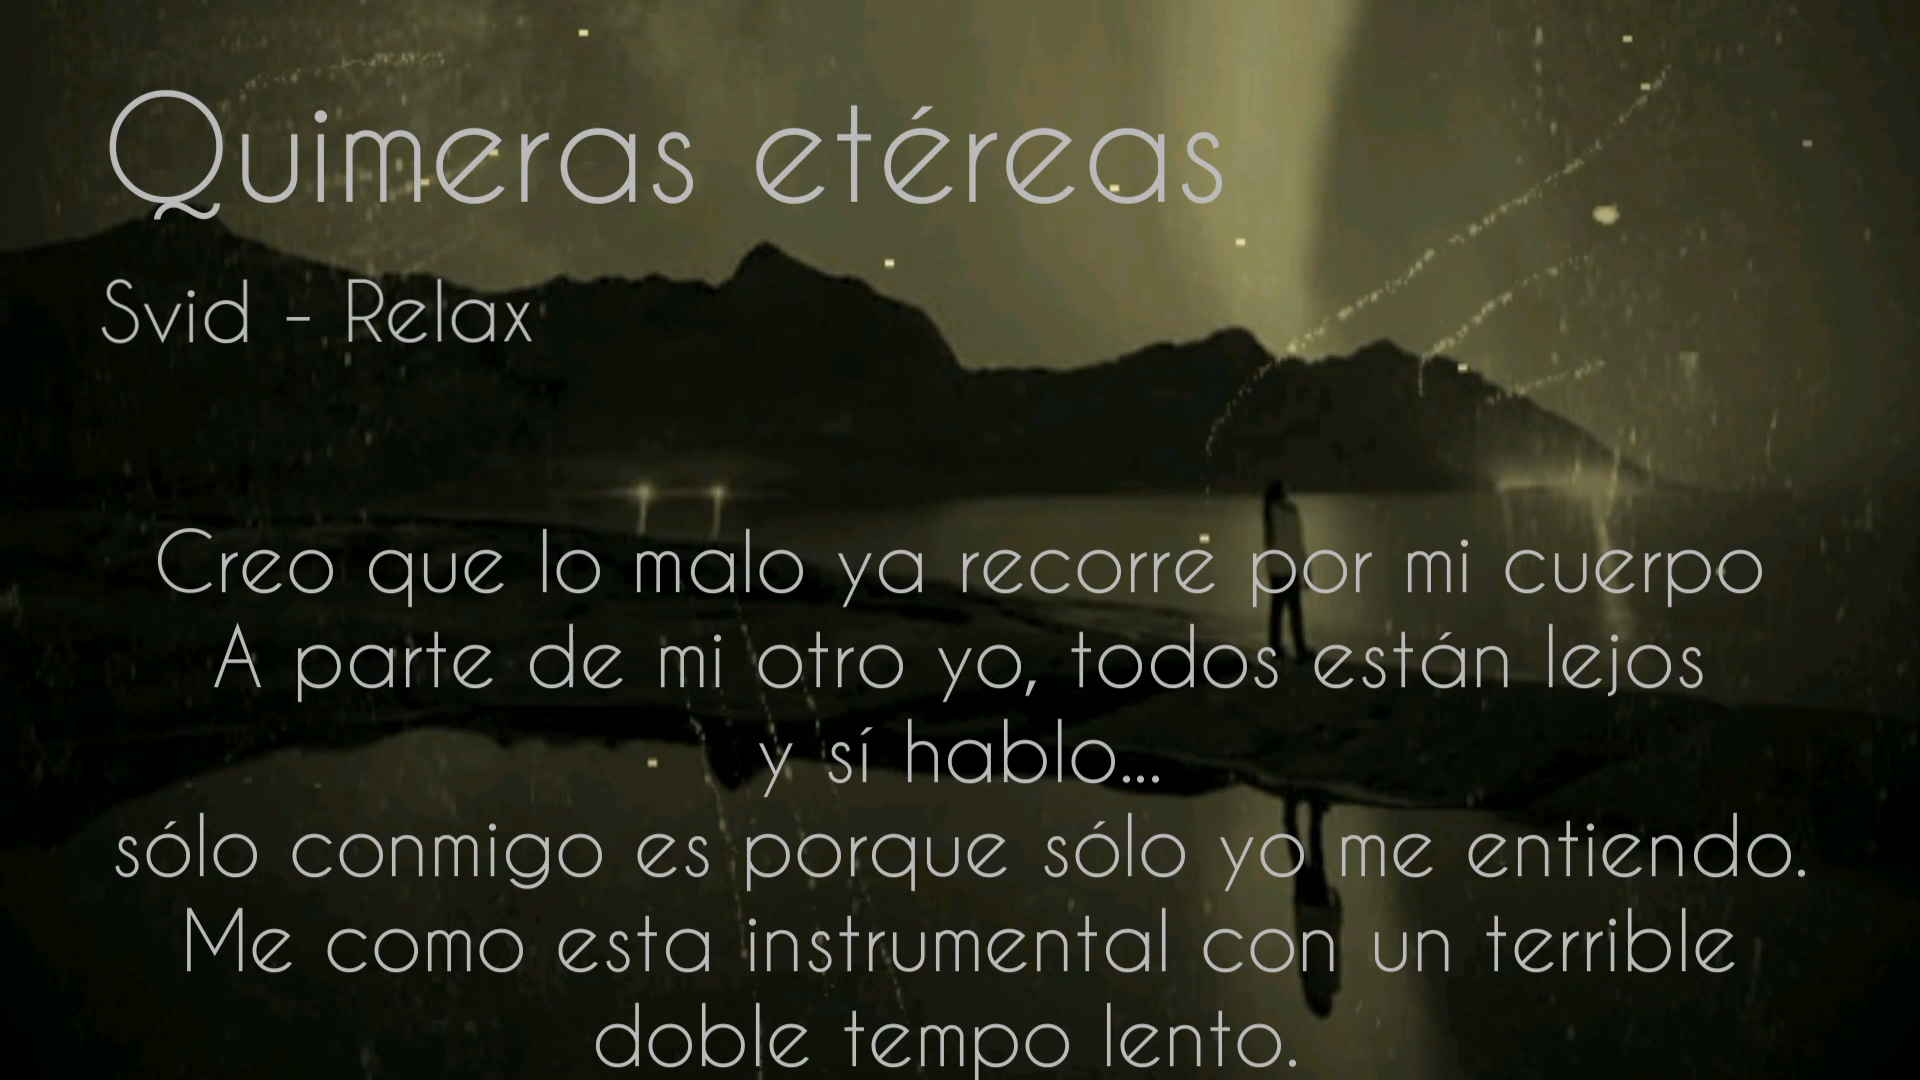 Quimeras etéreas
Svid - Relax
Creo que lo malo ya recorre por mi cuerpo
A parte de mi otro yo, todos están lejos
y sí hablo...
sólo conmigo es porque sólo yo me entiendo.
Me como esta instrumental con un terrible
doble tempo lento.